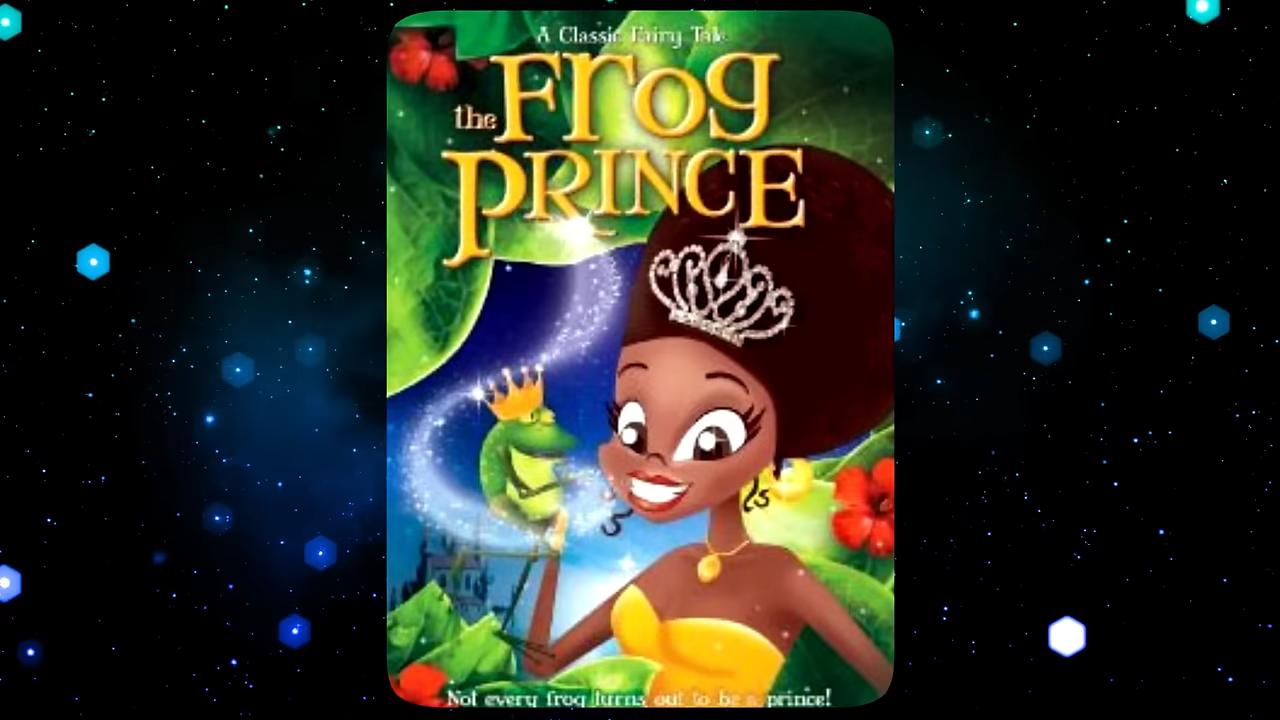 A Classic Fairy Tale
the Frog
PRINCE
Not every frog turns out to be a prince!